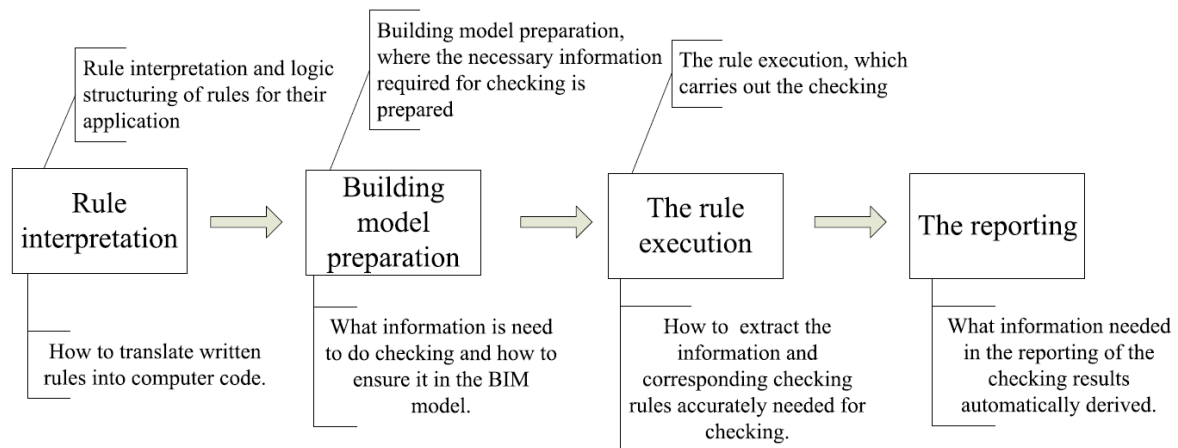 Rule interpretation and logic
structuring of rules for their
application
Building model preparation,
where the necessary information
required for checking is
prepared
The rule execution, which
carries out the checking
Rule
interpretation
Building
model
preparation
The rule
execution
The reporting
How to translate written
rules into computer code.
What information is need
to do checking and how to
ensure it in the BIM
model.
How to extract the
information and
corresponding checking
rules accurately needed for
checking.
What information needed
in the reporting of the
checking results
automatically derived.